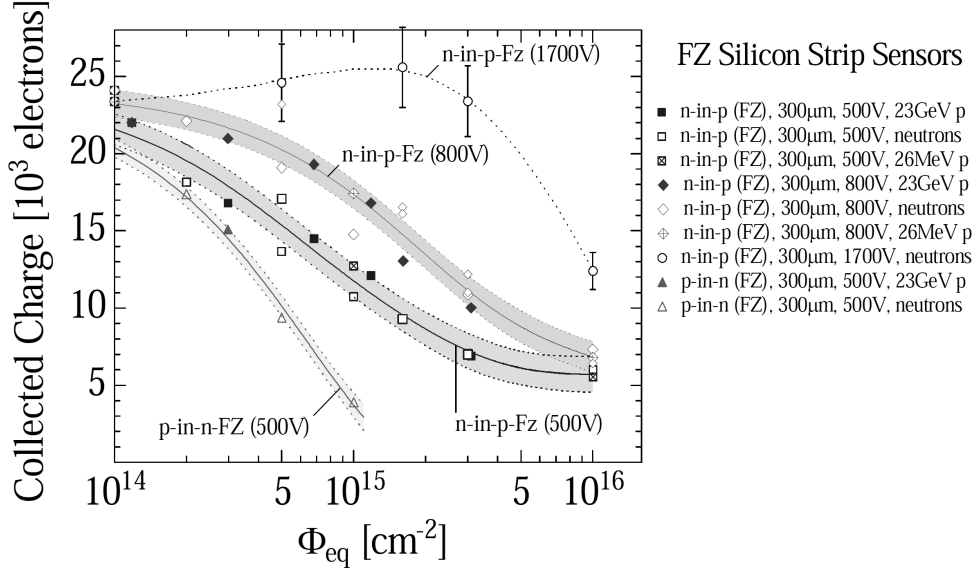 FZ Silicon Strip Sensors
n-in-p (FZ), 300μm, 500V, 23GeV p
n-in-p (FZ), 300μm, 500V, neutrons
n-in-p (FZ), 300μm, 500V, 26MeV p
n-in-p (FZ), 300μm, 800V, 23GeV p
n-in-p (FZ), 300μm, 800V, neutrons
n-in-p (FZ), 300μm, 800V, 26MeV p
n-in-p (FZ), 300μm, 1700V, neutrons
p-in-n (FZ), 300μm, 500V, 23GeV p
p-in-n (FZ), 300μm, 500V, neutrons
Collected Charge [10³ electrons]
25
20
15
10
5
n-in-p-Fz (1700V)
n-in-p-Fz (800V)
p-in-n-FZ (500V)
n-in-p-Fz (500V)
10¹⁴ 5 10¹⁵ 5 10¹⁶
Φeq [cm⁻²]